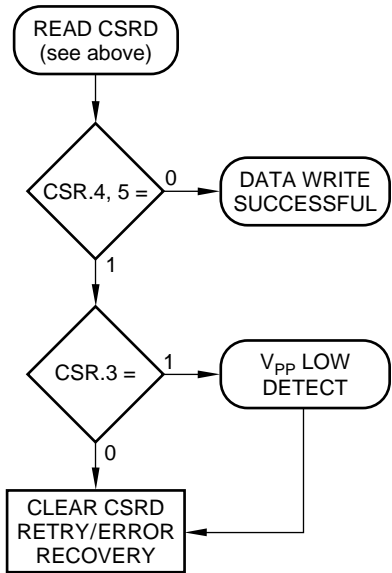 READ CSRD
(see above)
CSR.4, 5 =
0
DATA WRITE
SUCCESSFUL
1
CSR.3 =
1
VPP LOW
DETECT
0
CLEAR CSRD
RETRY/ERROR
RECOVERY